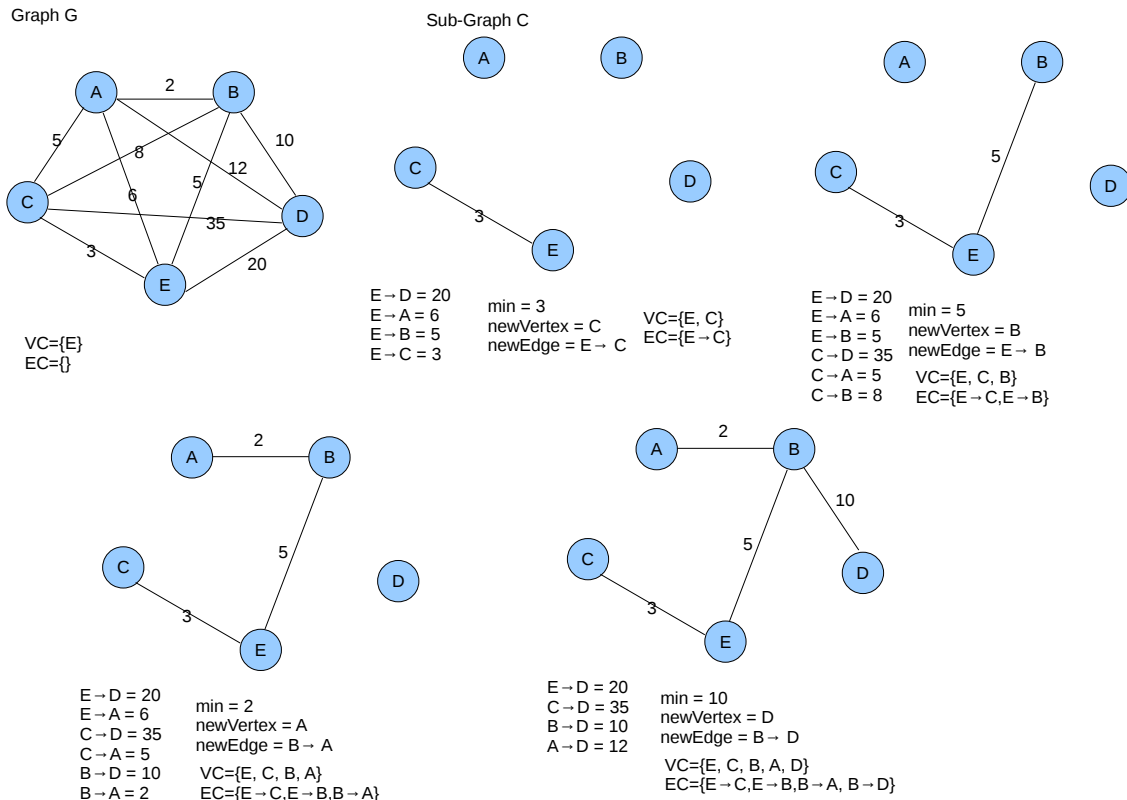 Graph G
A
2
B
5
8
12
10
C
6
5
35
D
3
20
E
VC={E}
EC={}
Sub-Graph C
A
B
C
D
3
E
E→D = 20
E→A = 6
E→B = 5
E→C = 3
min = 3
newVertex = C
newEdge = E→ C
VC={E, C}
EC={E→C}
A
B
5
C
D
3
E
E→D = 20
E→A = 6
E→B = 5
C→D = 35
C→A = 5
C→B = 8
min = 5
newVertex = B
newEdge = E→ B
VC={E, C, B}
EC={E→C,E→B}
A
2
B
5
C
D
3
E
E→D = 20
E→A = 6
C→D = 35
C→A = 5
B→D = 10
B→A = 2
min = 2
newVertex = A
newEdge = B→ A
VC={E, C, B, A}
EC={E→C,E→B,B→A}
A
2
B
10
5
C
D
3
E
E→D = 20
C→D = 35
B→D = 10
A→D = 12
min = 10
newVertex = D
newEdge = B→ D
VC={E, C, B, A, D}
EC={E→C,E→B,B→A, B→D}